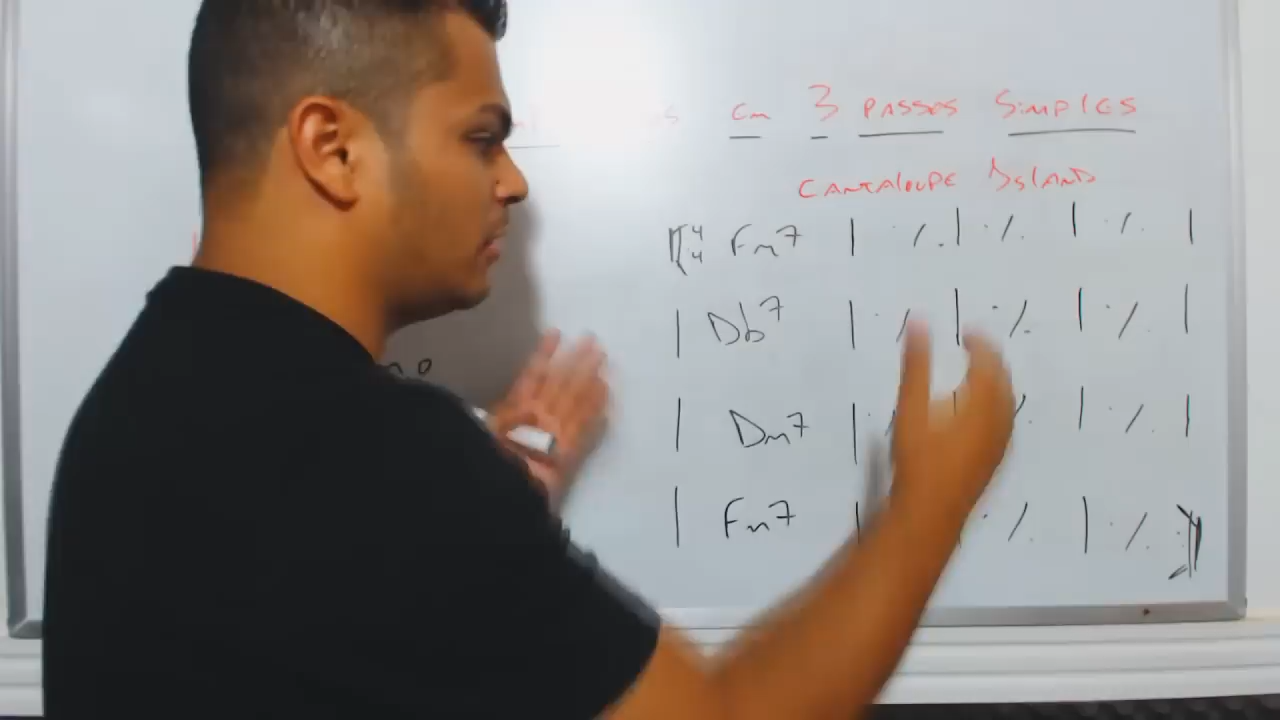 em 3 PASSOS SIMPLES
CANTALOUPE ISLAND
4/4 Fm7 | ٪ | ٪ | ٪ |
| Db7 | ٪ | ٪ | ٪ |
| Dm7 | ٪ | ٪ | ٪ |
| Fm7 | ٪ | ٪ | ٪ |